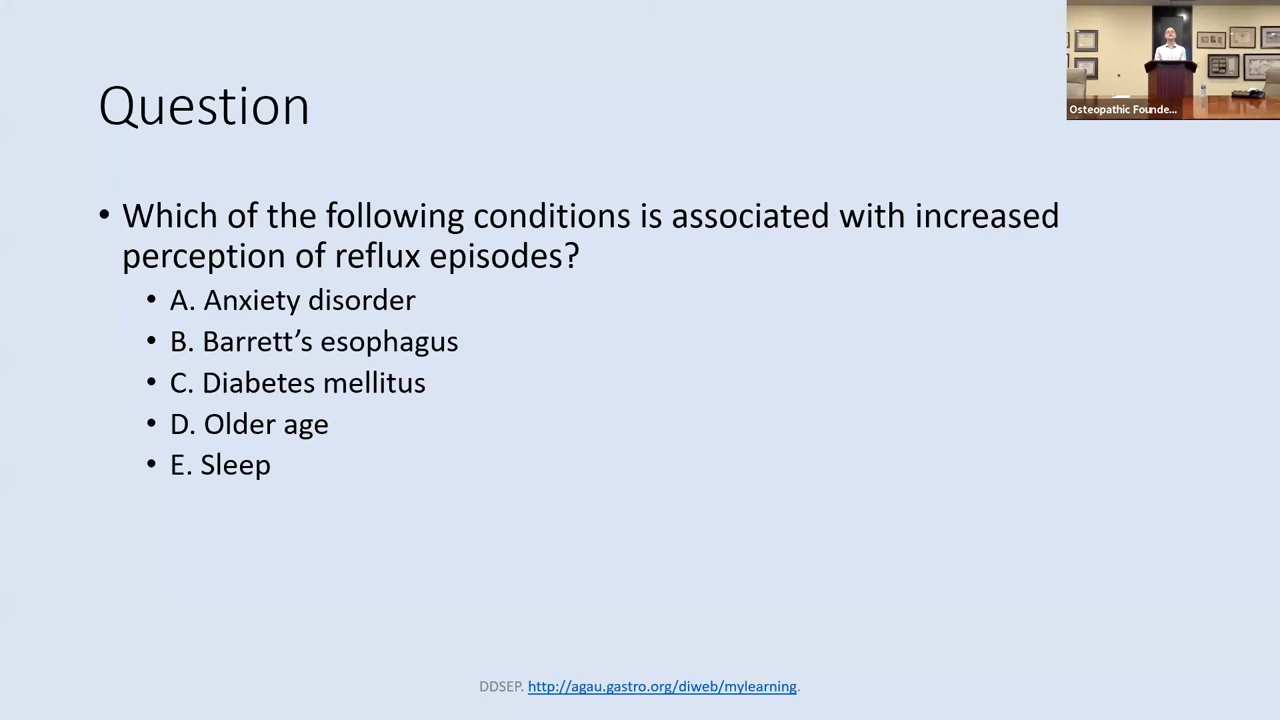 Osteopathic Founde...
Question
• Which of the following conditions is associated with increased
perception of reflux episodes?
• A. Anxiety disorder
• B. Barrett’s esophagus
• C. Diabetes mellitus
• D. Older age
• E. Sleep
DDSEP. http://agau.gastro.org/diweb/mylearning.